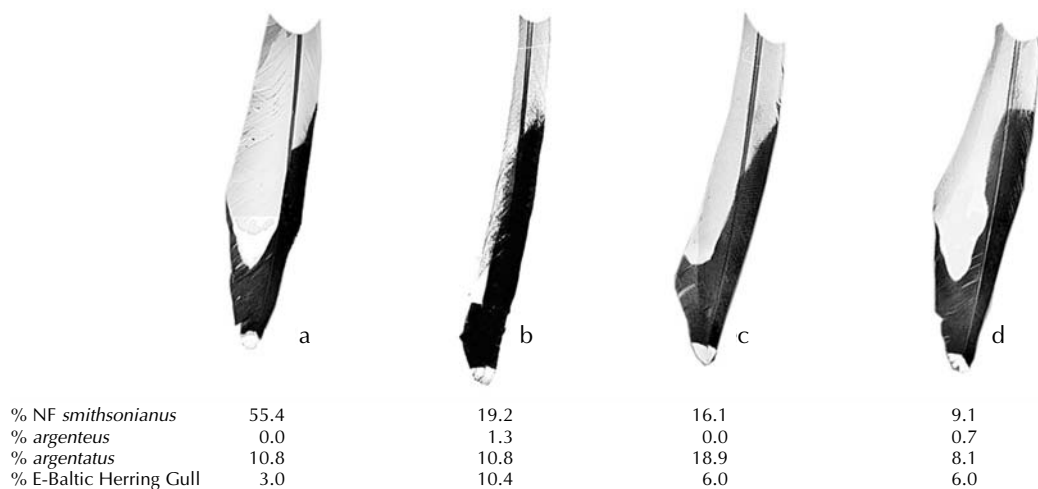 a b c d
% NF smithsonianus 55.4 19.2 16.1 9.1
% argenteus 0.0 1.3 0.0 0.7
% argentatus 10.8 10.8 18.9 8.1
% E-Baltic Herring Gull 3.0 10.4 6.0 6.0